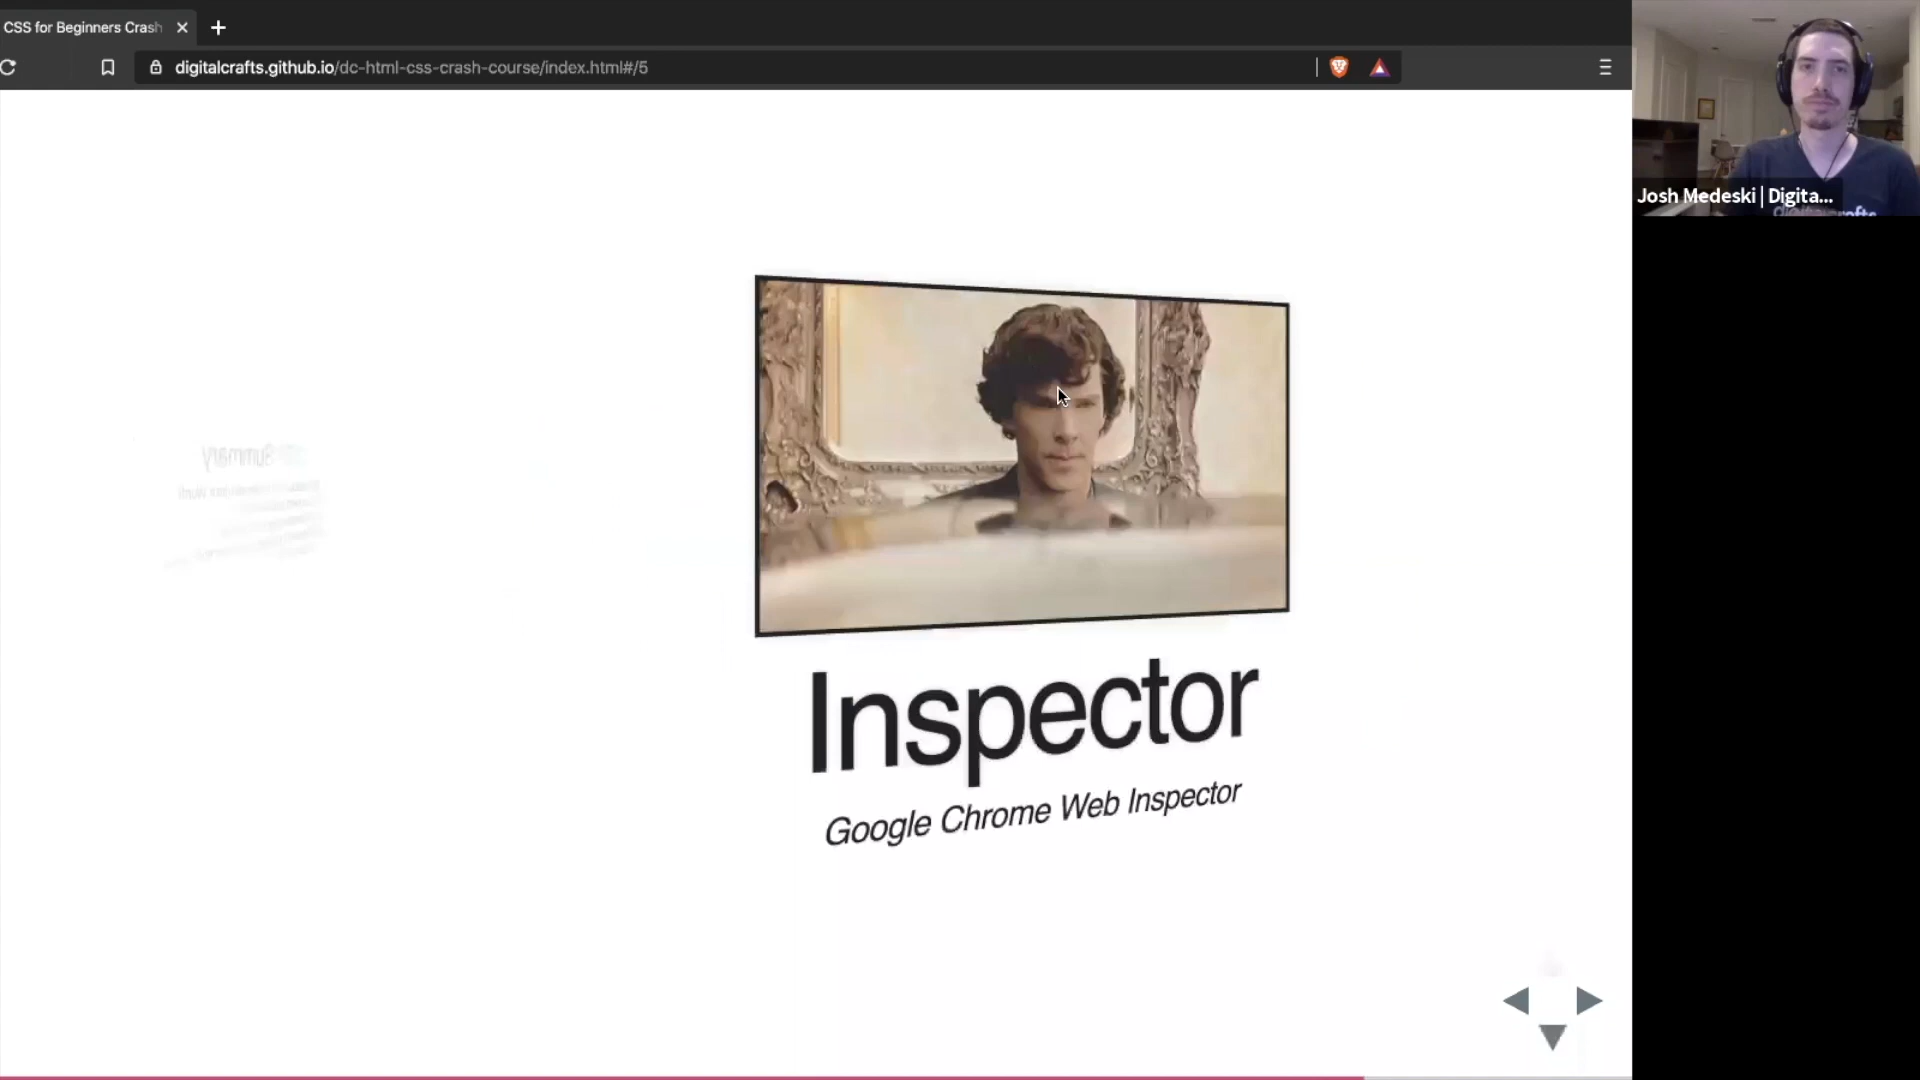 CSS for Beginners Crash
digitalcrafts.github.io/dc-html-css-crash-course/index.html#/5
Josh Medeski | Digita...
Summary
Inspector
Google Chrome Web Inspector